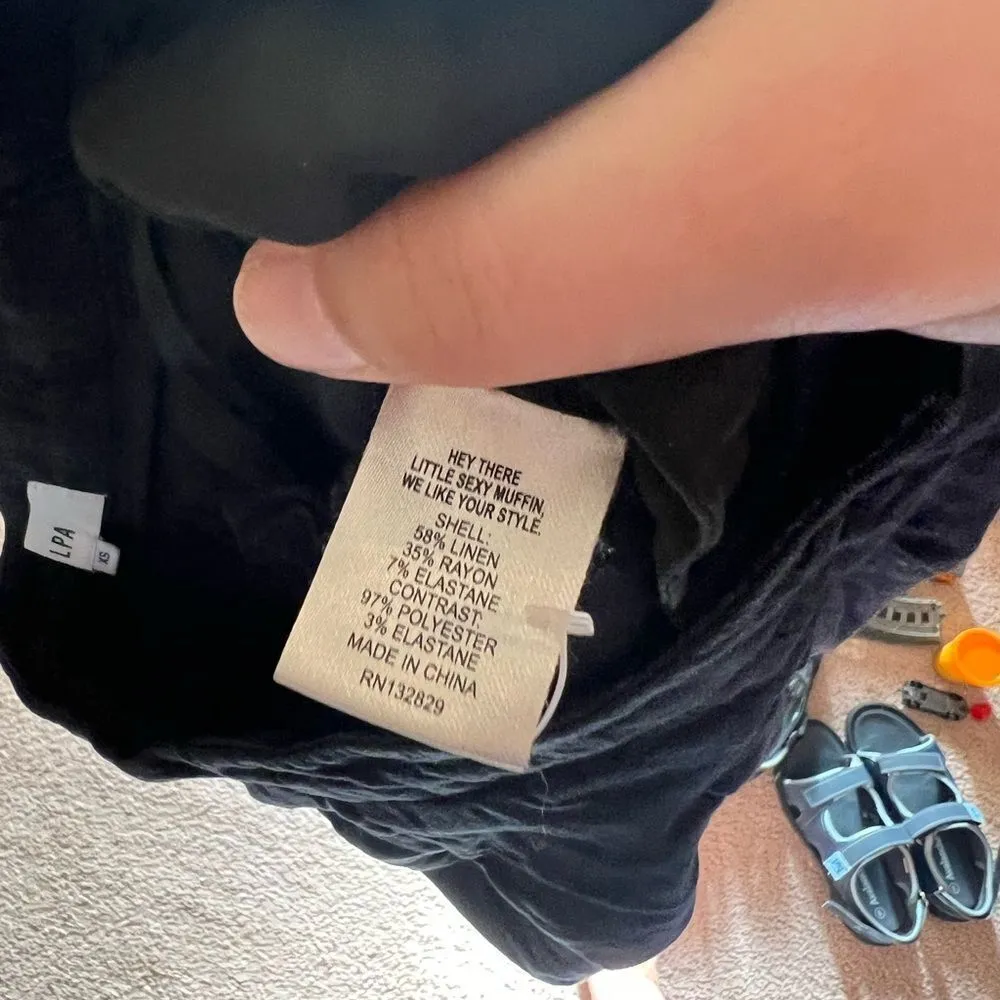 LPA
XS
HEY THERE
LITTLE SEXY MUFFIN,
WE LIKE YOUR STYLE.
SHELL:
58% LINEN
35% RAYON
7% ELASTANE
CONTRAST:
97% POLYESTER
3% ELASTANE
MADE IN CHINA
RN132829